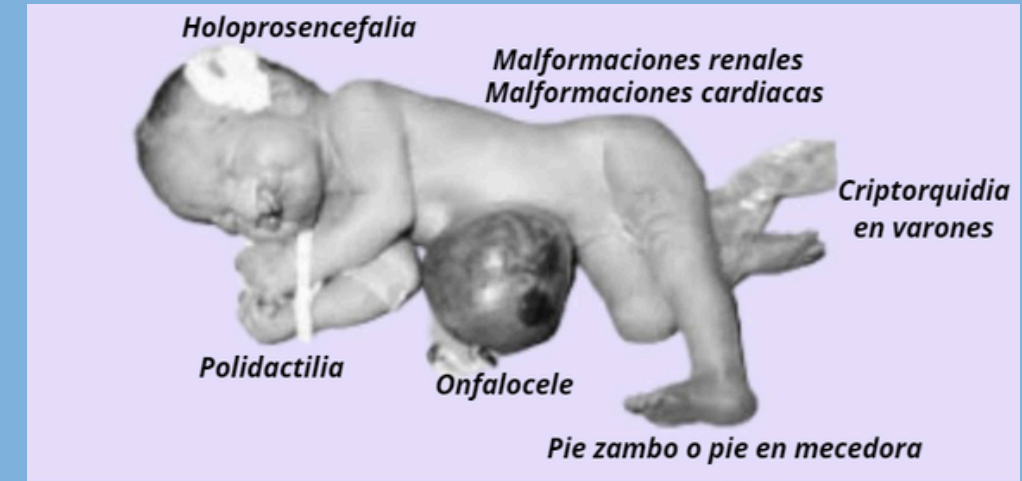 Holoprosencefalia
Malformaciones renales
Malformaciones cardiacas
Criptorquidia
en varones
Polidactilia
Onfalocele
Pie zambo o pie en mecedora